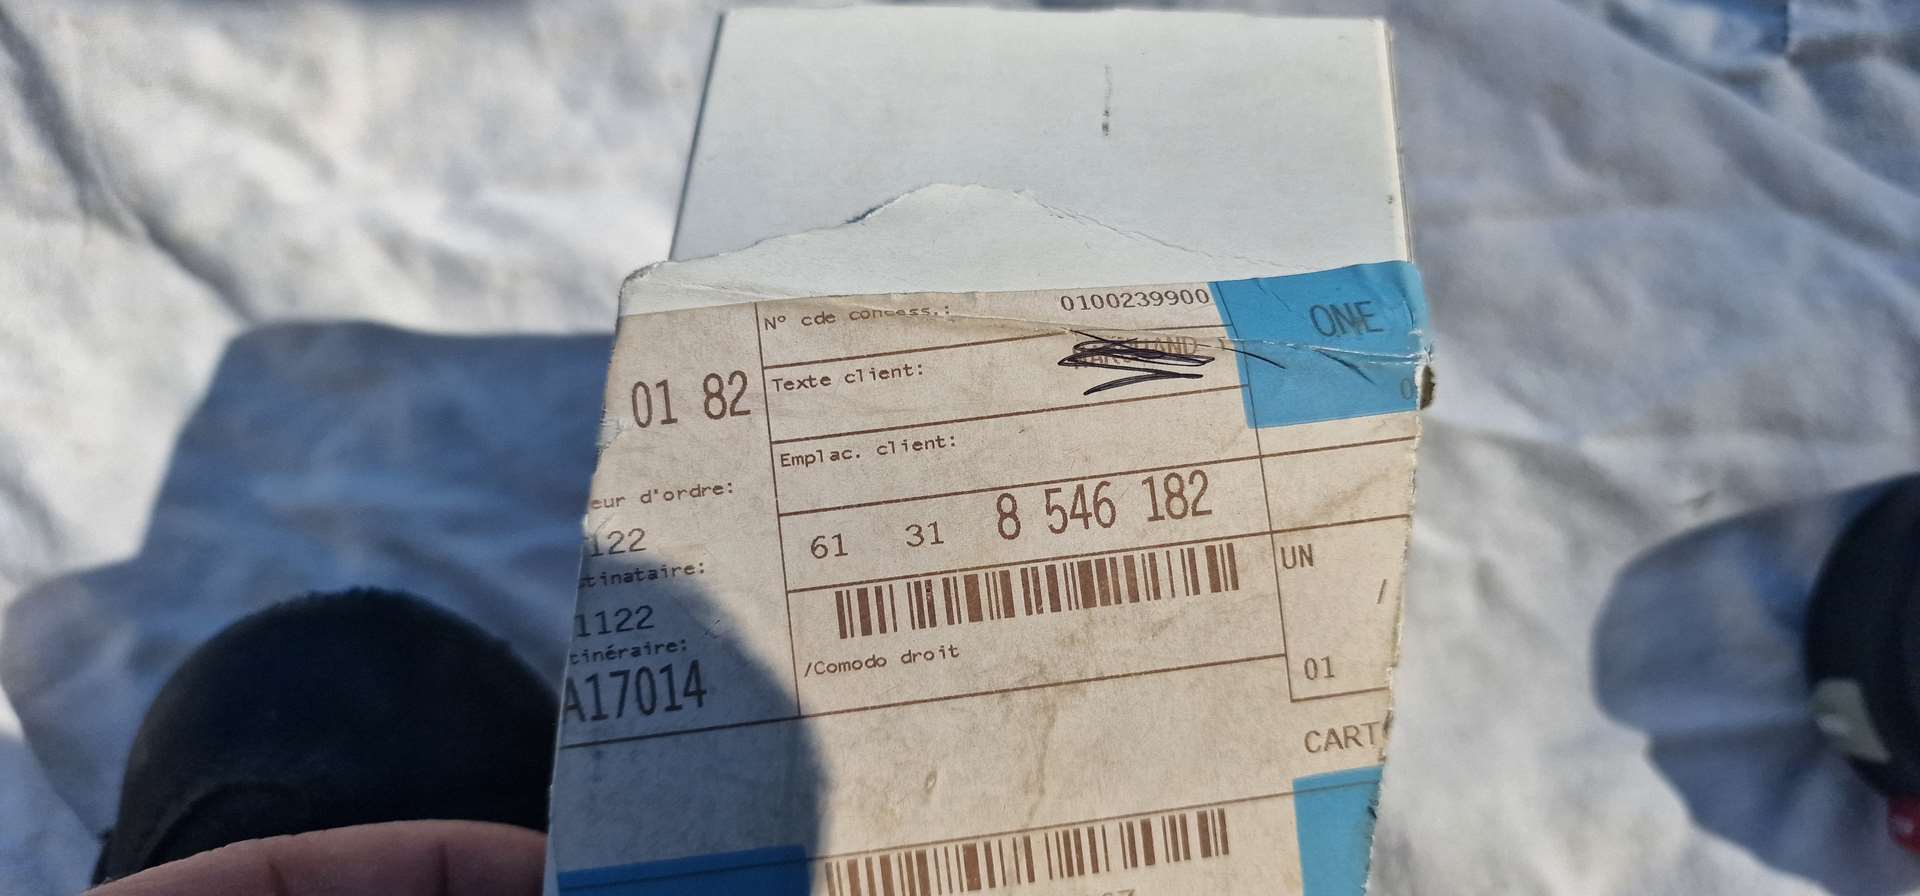 N° cde concess.: 0100239900
ONE
01 82
Texte client:
Emplac. client:
eur d'ordre:
122
61 31 8 546 182
tinataire:
1122
UN
/
tinéraire:
A17014
/Comodo droit
01
CART